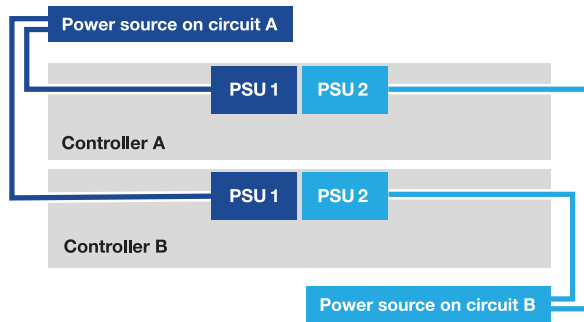 Power source on circuit A
PSU 1
PSU 2
Controller A
PSU 1
PSU 2
Controller B
Power source on circuit B